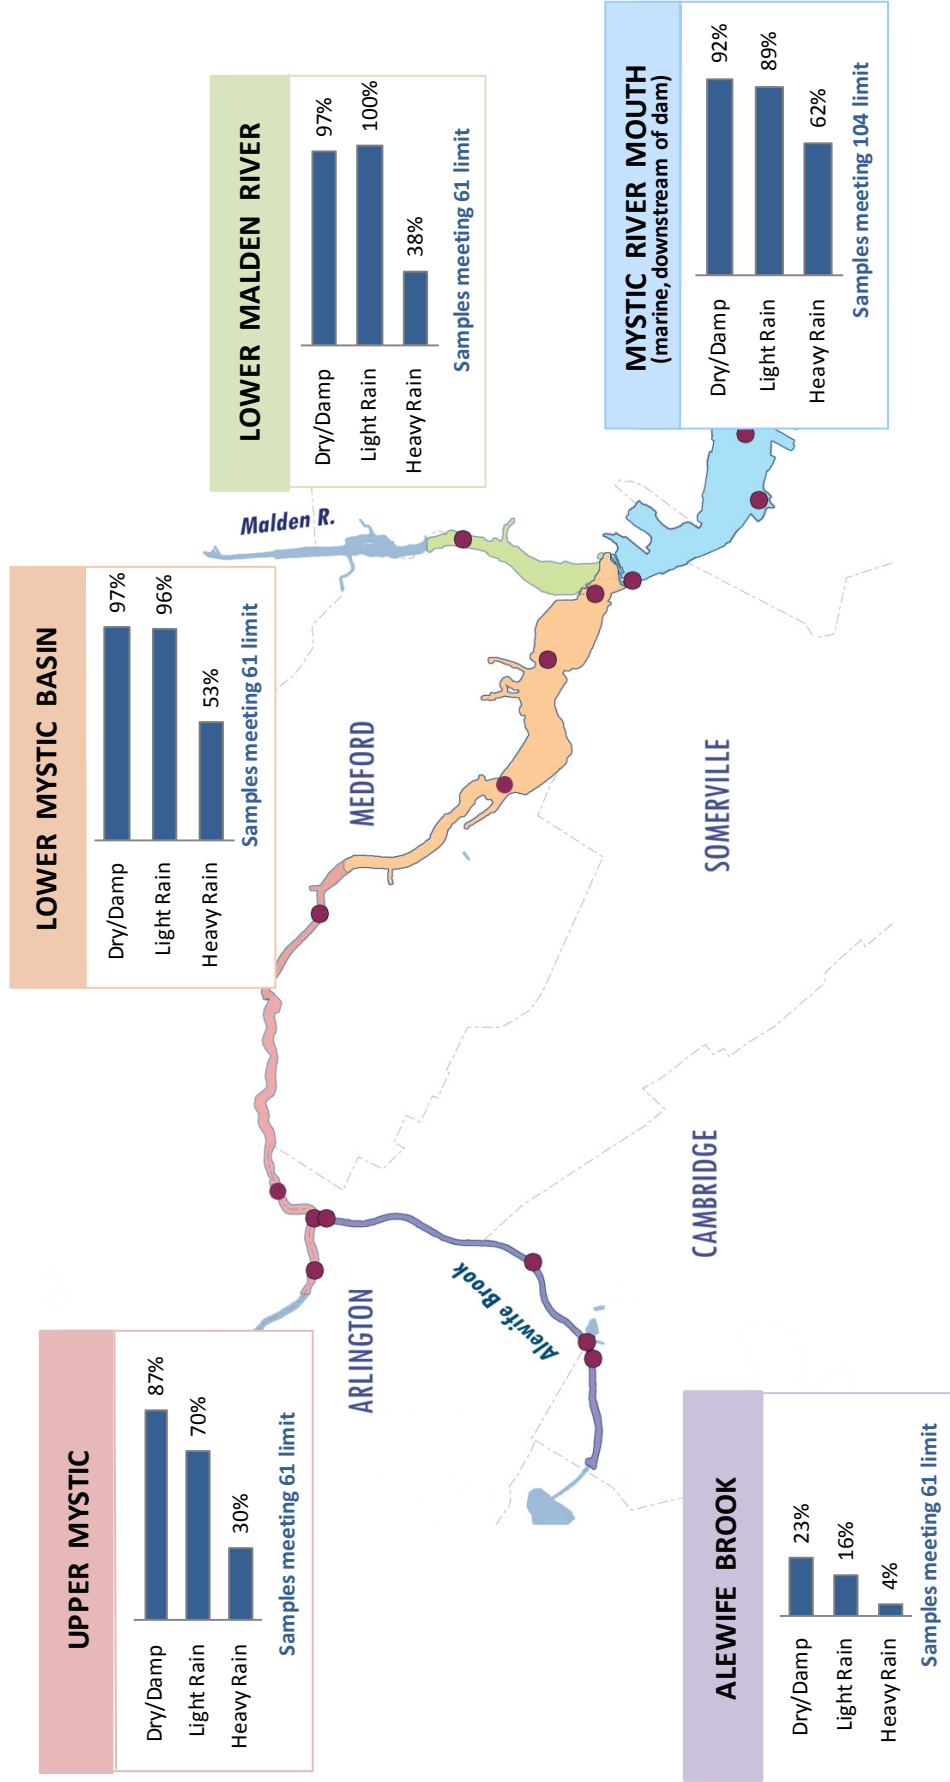 UPPER MYSTIC
Dry/Damp 87%
Light Rain 70%
Heavy Rain 30%
Samples meeting 61 limit
LOWER MYSTIC BASIN
Dry/Damp 97%
Light Rain 96%
Heavy Rain 53%
Samples meeting 61 limit
LOWER MALDEN RIVER
Dry/Damp 97%
Light Rain 100%
Heavy Rain 38%
Samples meeting 61 limit
Malden R.
MEDFORD
ARLINGTON
Alewife Brook
SOMERVILLE
CAMBRIDGE
ALEWIFE BROOK
Dry/Damp 23%
Light Rain 16%
Heavy Rain 4%
Samples meeting 61 limit
MYSTIC RIVER MOUTH
(marine, downstream of dam)
Dry/Damp 92%
Light Rain 89%
Heavy Rain 62%
Samples meeting 104 limit